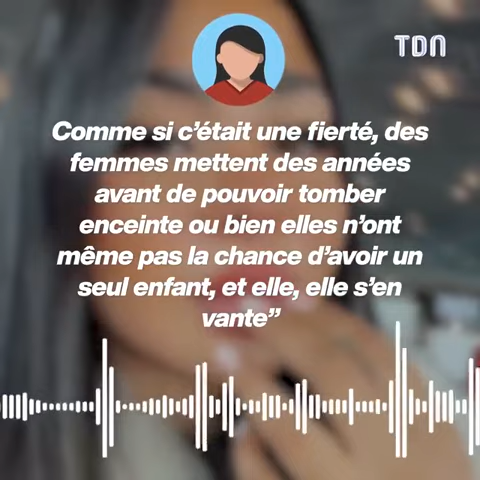 TDN
Comme si c’était une fierté, des
femmes mettent des années
avant de pouvoir tomber
enceinte ou bien elles n’ont
même pas la chance d’avoir un
seul enfant, et elle, elle s’en
vante”